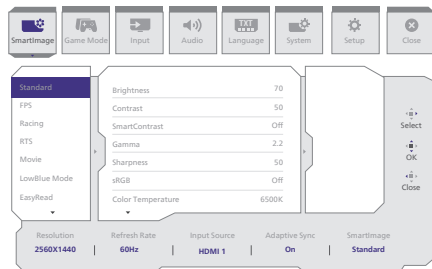 SmartImage
Game Mode
Input
Audio
TXT
Language
System
Setup
Close
Standard
FPS
Racing
RTS
Movie
LowBlue Mode
EasyRead
Brightness 70
Contrast 50
SmartContrast Off
Gamma 2.2
Sharpness 50
sRGB Off
Color Temperature 6500K
Select
OK
Close
Resolution Refresh Rate Input Source Adaptive Sync SmartImage
2560X1440 60Hz HDMI 1 On Standard